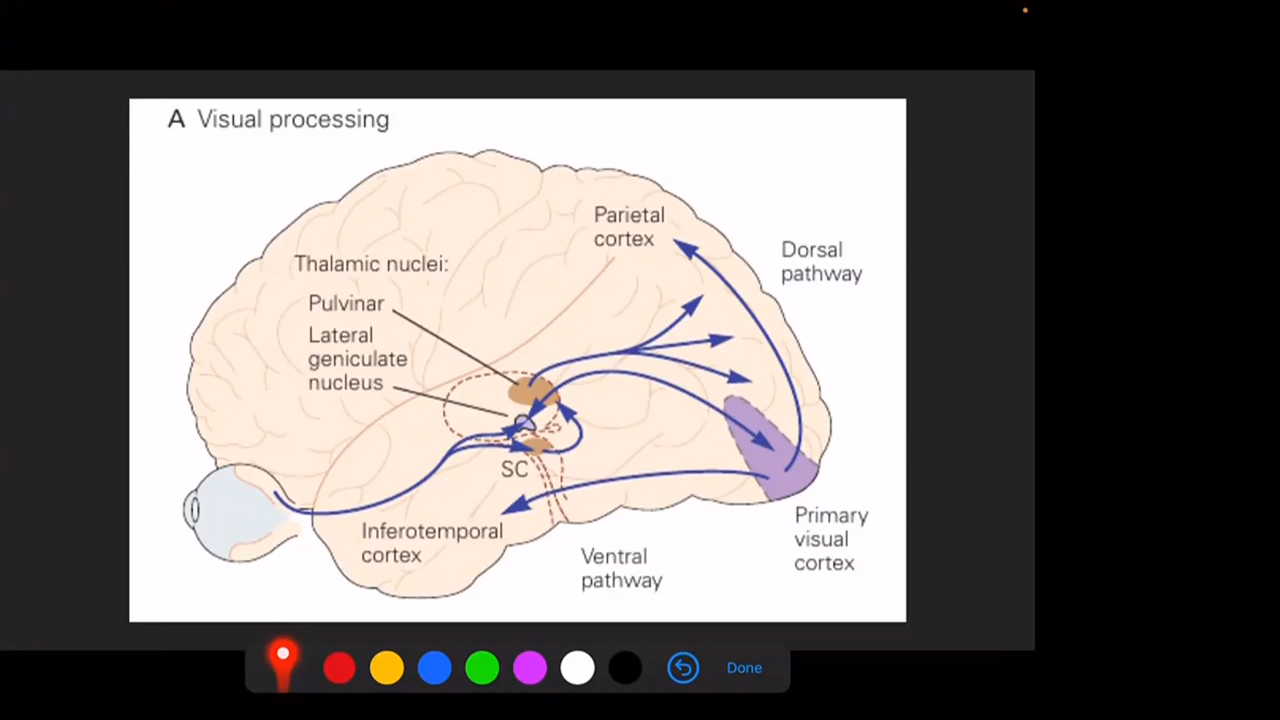 A Visual processing
Parietal
cortex
Dorsal
pathway
Thalamic nuclei:
Pulvinar
Lateral
geniculate
nucleus
SC
Inferotemporal
cortex
Ventral
pathway
Primary
visual
cortex
Done